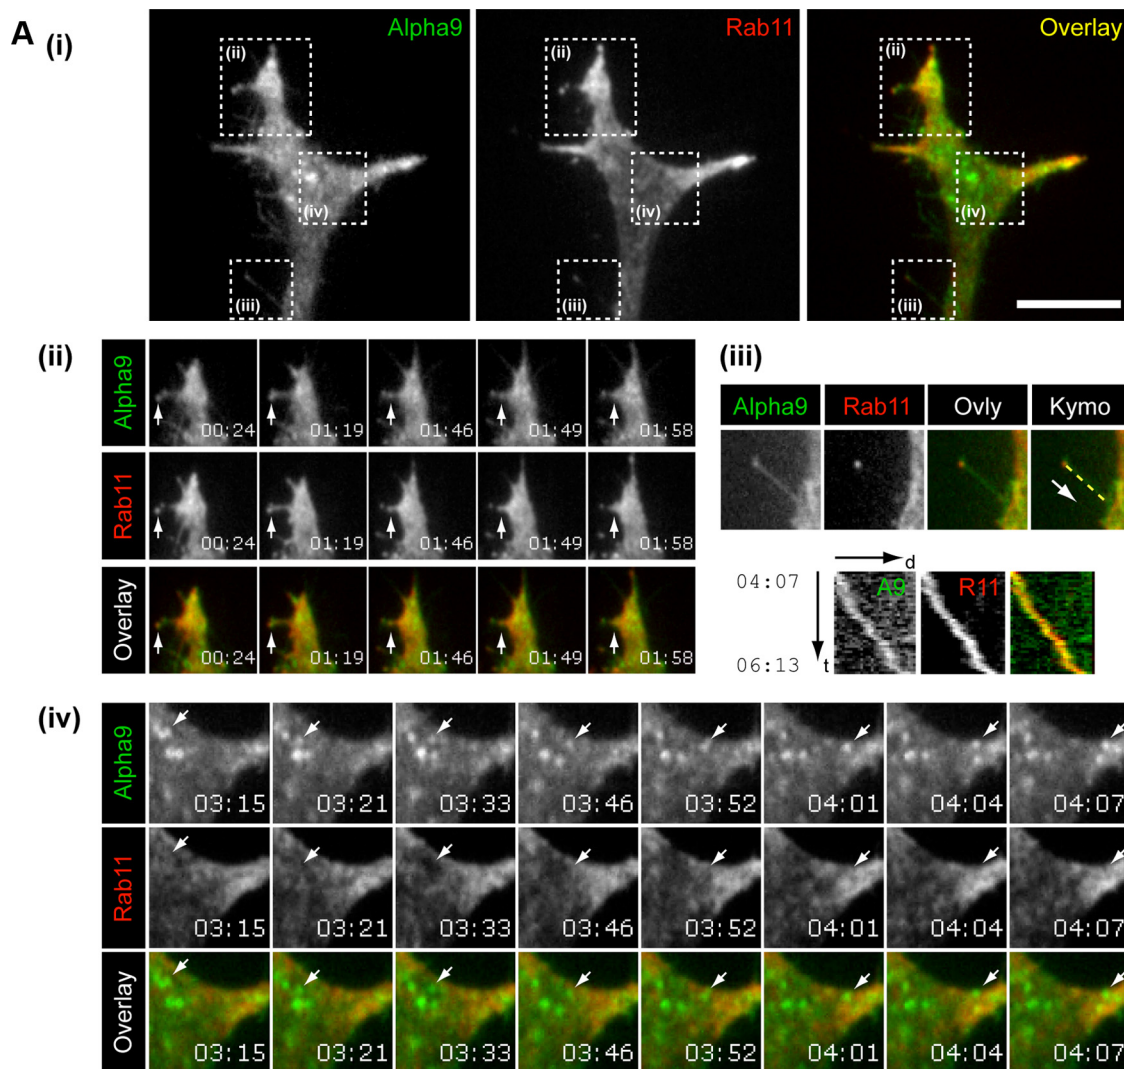 A (i)
Alpha9 Rab11 Overlay
(ii) (ii) (ii)
(iv) (iv) (iv)
(iii) (iii) (iii)
(ii)
Alpha9
00:24 01:19 01:46 01:49 01:58
Rab11
00:24 01:19 01:46 01:49 01:58
Overlay
00:24 01:19 01:46 01:49 01:58
(iii)
Alpha9 Rab11 Ovly Kymo
d
04:07 A9 R11
06:13 t
(iv)
Alpha9
03:15 03:21 03:33 03:46 03:52 04:01 04:04 04:07
Rab11
03:15 03:21 03:33 03:46 03:52 04:01 04:04 04:07
Overlay
03:15 03:21 03:33 03:46 03:52 04:01 04:04 04:07